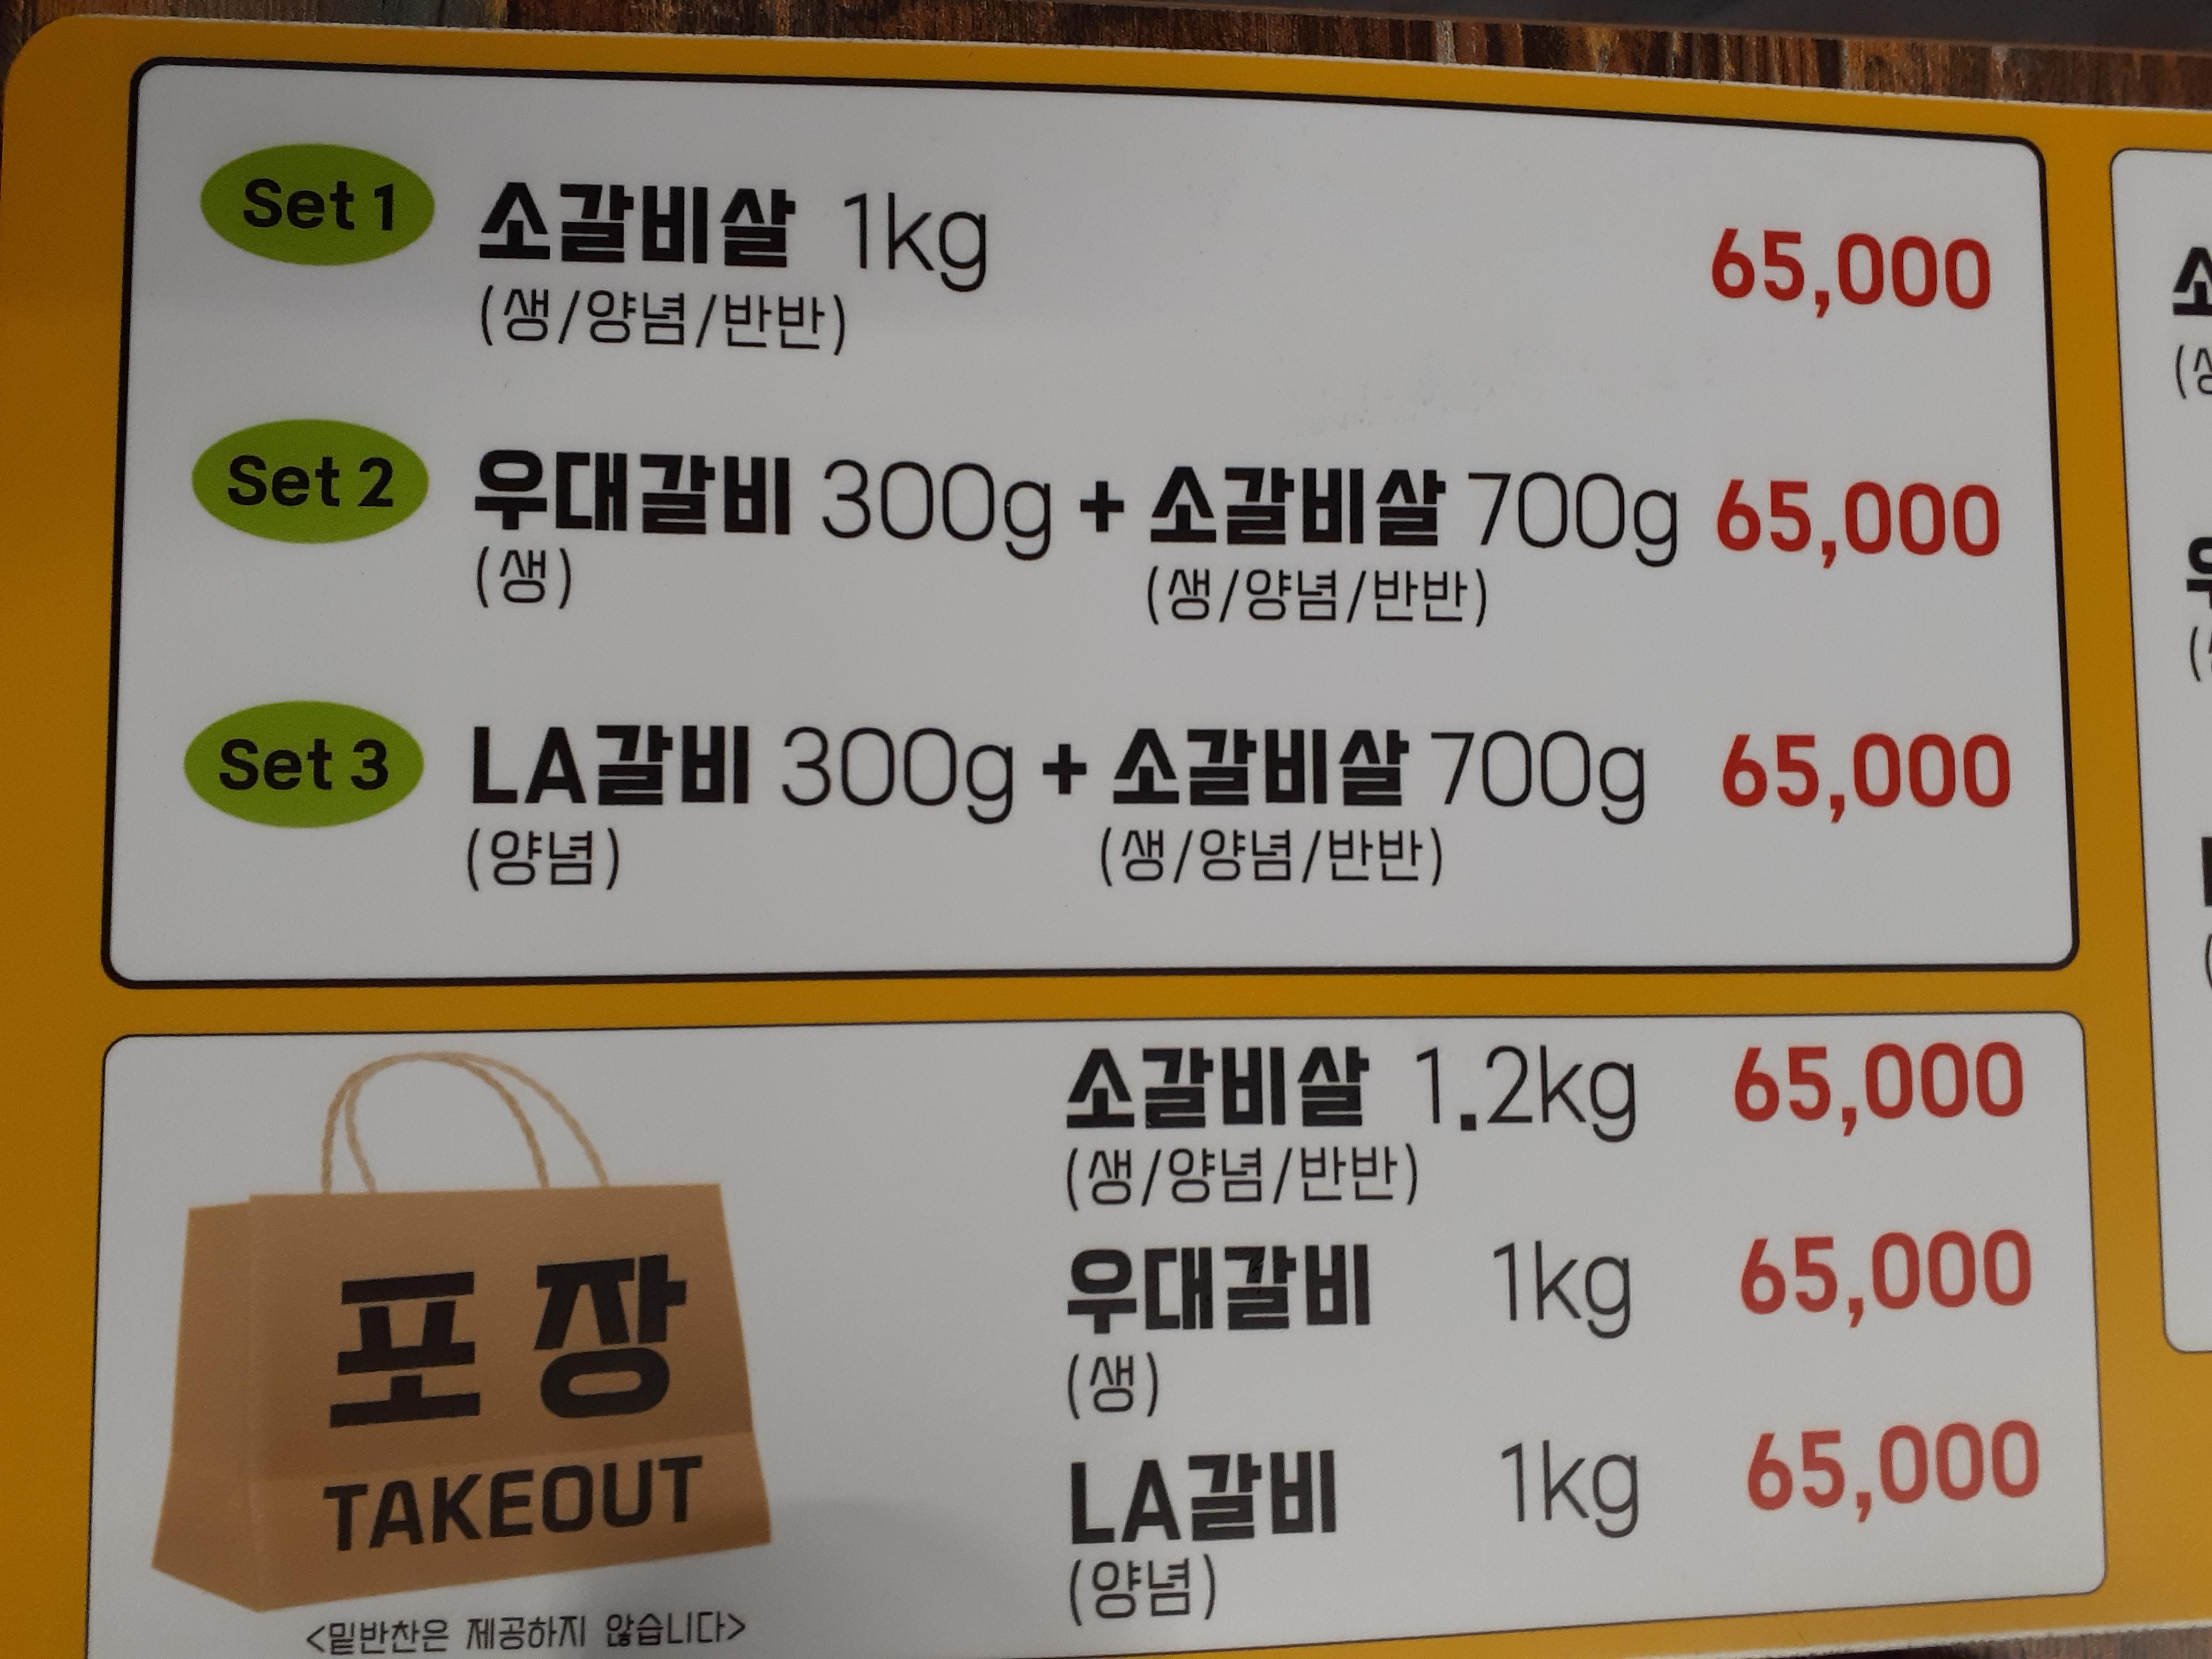 Set 1 소갈비살 1kg 65,000
(생/양념/반반)
Set 2 우대갈비 300g + 소갈비살 700g 65,000
(생) (생/양념/반반)
Set 3 LA갈비 300g + 소갈비살 700g 65,000
(양념) (생/양념/반반)
소갈비살 1.2kg 65,000
(생/양념/반반)
우대갈비 1kg 65,000
(생)
LA갈비 1kg 65,000
(양념)
포장
TAKEOUT
<밑반찬은 제공하지 않습니다>